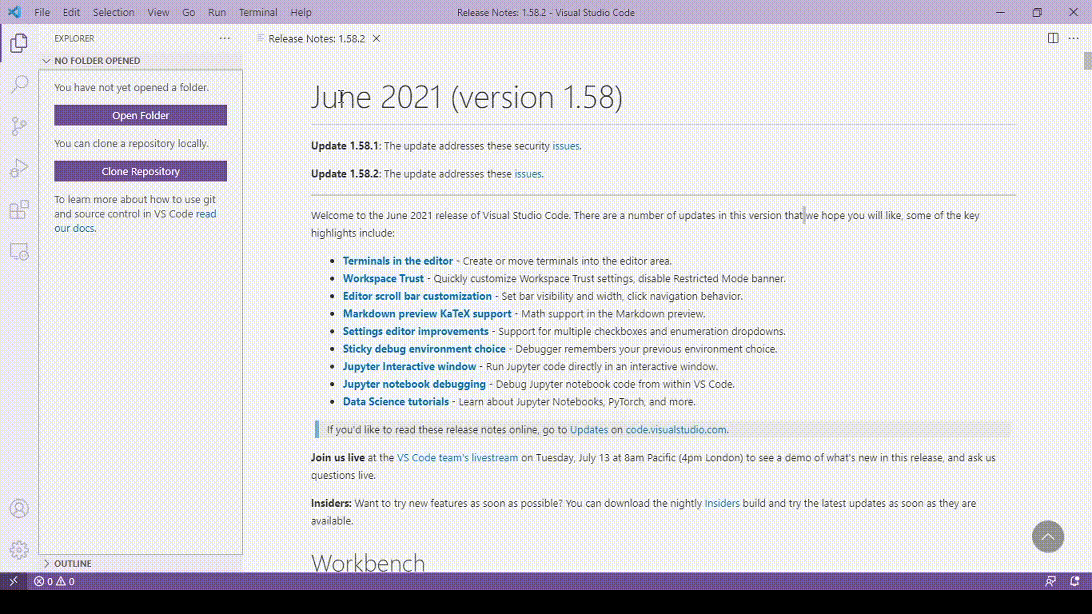 File Edit Selection View Go Run Terminal Help
Release Notes: 1.58.2 - Visual Studio Code
EXPLORER
Release Notes: 1.58.2
NO FOLDER OPENED
You have not yet opened a folder.
Open Folder
You can clone a repository locally.
Clone Repository
To learn more about how to use git
and source control in VS Code read
our docs.
OUTLINE
June 2021 (version 1.58)
Update 1.58.1: The update addresses these security issues.
Update 1.58.2: The update addresses these issues.
Welcome to the June 2021 release of Visual Studio Code. There are a number of updates in this version that we hope you will like, some of the key
highlights include:
Terminals in the editor - Create or move terminals into the editor area.
Workspace Trust - Quickly customize Workspace Trust settings, disable Restricted Mode banner.
Editor scroll bar customization - Set bar visibility and width, click navigation behavior.
Markdown preview KaTeX support - Math support in the Markdown preview.
Settings editor improvements - Support for multiple checkboxes and enumeration dropdowns.
Sticky debug environment choice - Debugger remembers your previous environment choice.
Jupyter Interactive window - Run Jupyter code directly in an interactive window.
Jupyter notebook debugging - Debug Jupyter notebook code from within VS Code.
Data Science tutorials - Learn about Jupyter Notebooks, PyTorch, and more.
If you'd like to read these release notes online, go to Updates on code.visualstudio.com.
Join us live at the VS Code team's livestream on Tuesday, July 13 at 8am Pacific (4pm London) to see a demo of what's new in this release, and ask us
questions live.
Insiders: Want to try new features as soon as possible? You can download the nightly Insiders build and try the latest updates as soon as they are
available.
Workbench
0 0